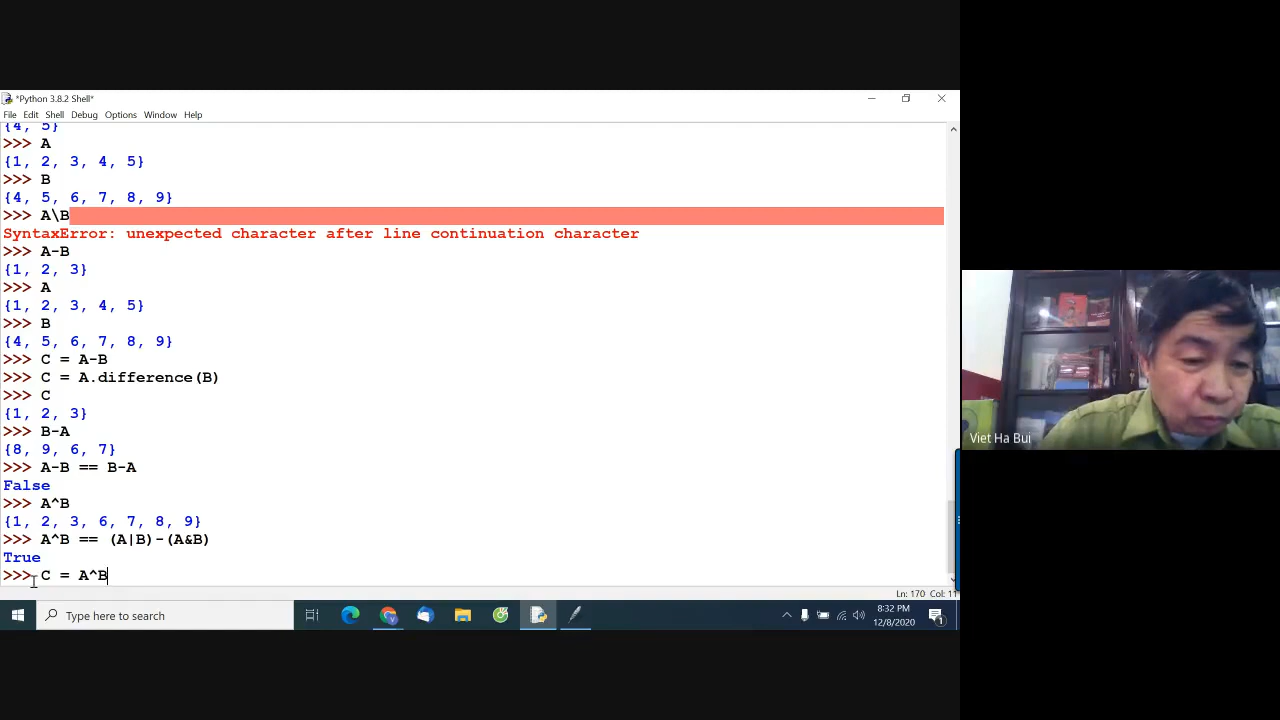 *Python 3.8.2 Shell*
File Edit Shell Debug Options Window Help
{4, 5}
>>> A
{1, 2, 3, 4, 5}
>>> B
{4, 5, 6, 7, 8, 9}
>>> A\B
SyntaxError: unexpected character after line continuation character
>>> A-B
{1, 2, 3}
>>> A
{1, 2, 3, 4, 5}
>>> B
{4, 5, 6, 7, 8, 9}
>>> C = A-B
>>> C = A.difference(B)
>>> C
{1, 2, 3}
>>> B-A
{8, 9, 6, 7}
>>> A-B == B-A
False
>>> A^B
{1, 2, 3, 6, 7, 8, 9}
>>> A^B == (A|B)-(A&B)
True
>>> C = A^B
Ln: 170 Col: 11
Type here to search
8:32 PM
12/8/2020
1
Viet Ha Bui